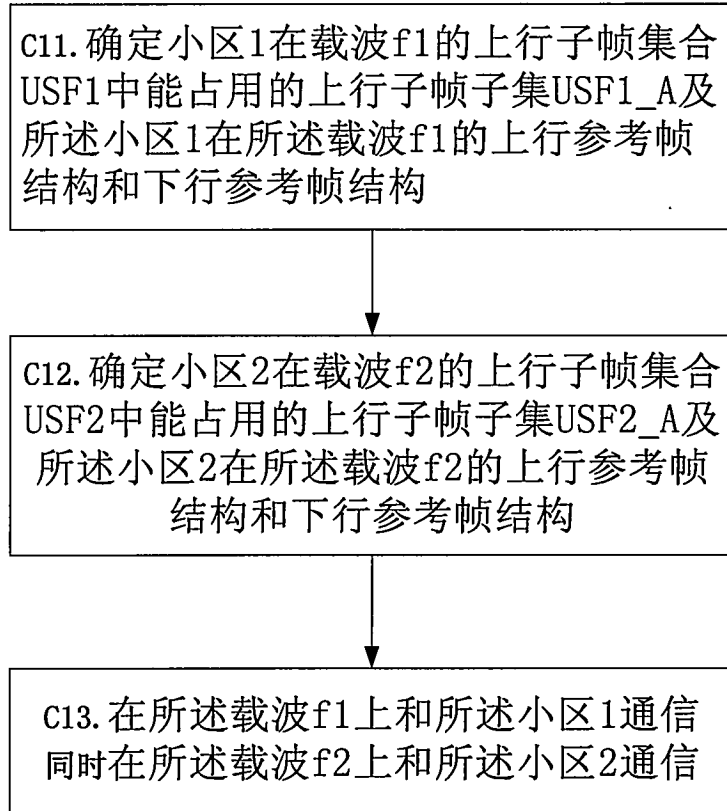 C11.确定小区1在载波f1的上行子帧集合
USF1中能占用的上行子帧子集USF1_A及
所述小区1在所述载波f1的上行参考帧
结构和下行参考帧结构
C12.确定小区2在载波f2的上行子帧集合
USF2中能占用的上行子帧子集USF2_A及
所述小区2在所述载波f2的上行参考帧
结构和下行参考帧结构
C13.在所述载波f1上和所述小区1通信
同时在所述载波f2上和所述小区2通信